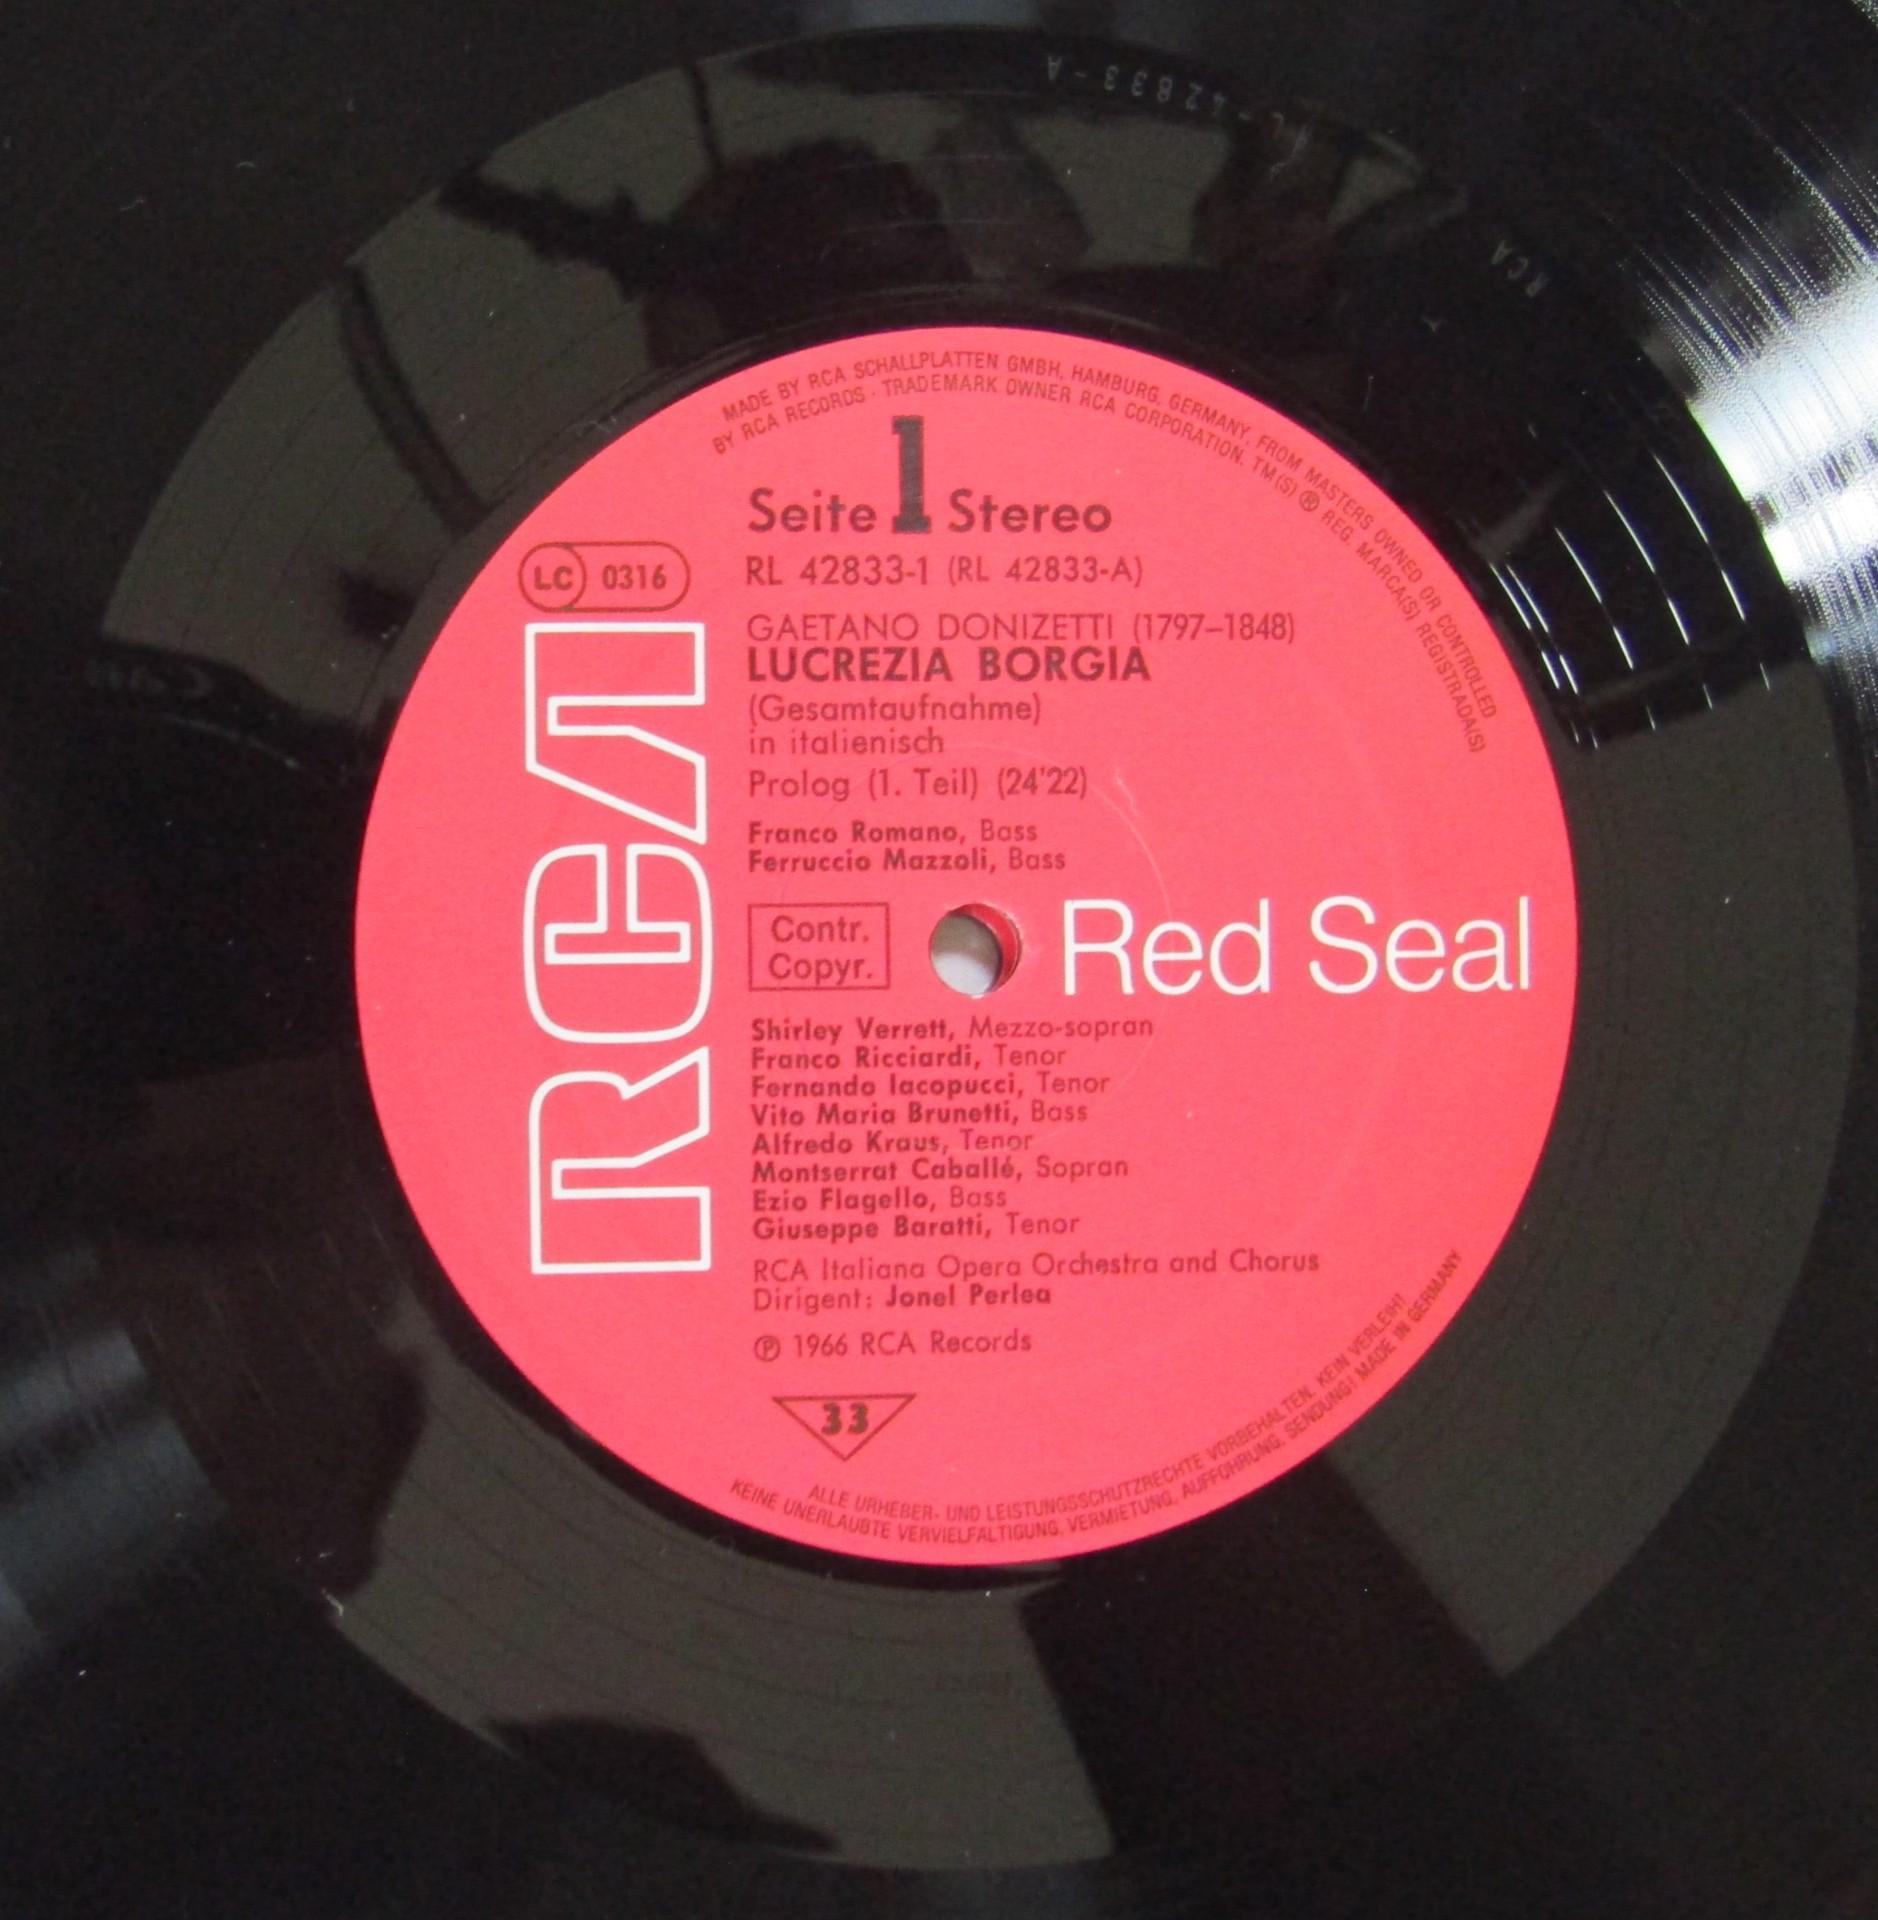 RL-42833-A
RCA
MADE BY RCA SCHALLPLATTEN GMBH, HAMBURG, GERMANY, FROM MASTERS OWNED OR CONTROLLED
BY RCA RECORDS · TRADEMARK OWNER RCA CORPORATION. TM(S) ® REG. MARCA(S) REGISTRADA(S)
Seite 1 Stereo
RL 42833-1 (RL 42833-A)
LC 0316
RCA
GAETANO DONIZETTI (1797–1848)
LUCREZIA BORGIA
(Gesamtaufnahme)
in italienisch
Prolog (1. Teil) (24'22)
Franco Romano, Bass
Ferruccio Mazzoli, Bass
Contr.
Copyr.
Red Seal
Shirley Verrett, Mezzo-sopran
Franco Ricciardi, Tenor
Fernando Iacopucci, Tenor
Vito Maria Brunetti, Bass
Alfredo Kraus, Tenor
Montserrat Caballé, Sopran
Ezio Flagello, Bass
Giuseppe Baratti, Tenor
RCA Italiana Opera Orchestra and Chorus
Dirigent: Jonel Perlea
℗ 1966 RCA Records
33
ALLE URHEBER- UND LEISTUNGSSCHUTZRECHTE VORBEHALTEN. KEIN VERLEIH!
KEINE UNERLAUBTE VERVIELFÄLTIGUNG, VERMIETUNG, AUFFÜHRUNG, SENDUNG! MADE IN GERMANY